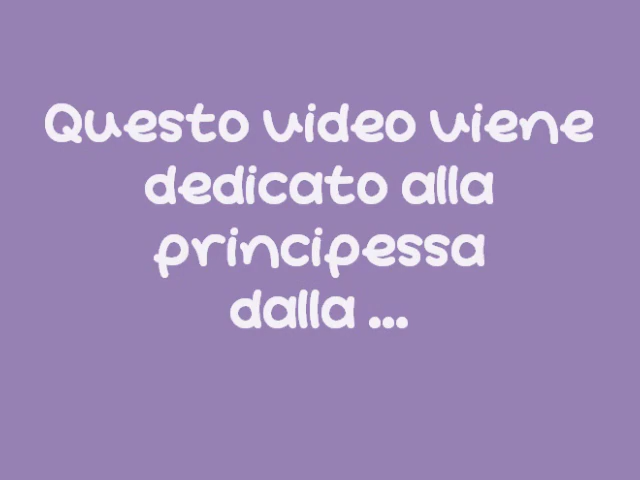 Questo video viene
dedicato alla
principessa
dalla ...